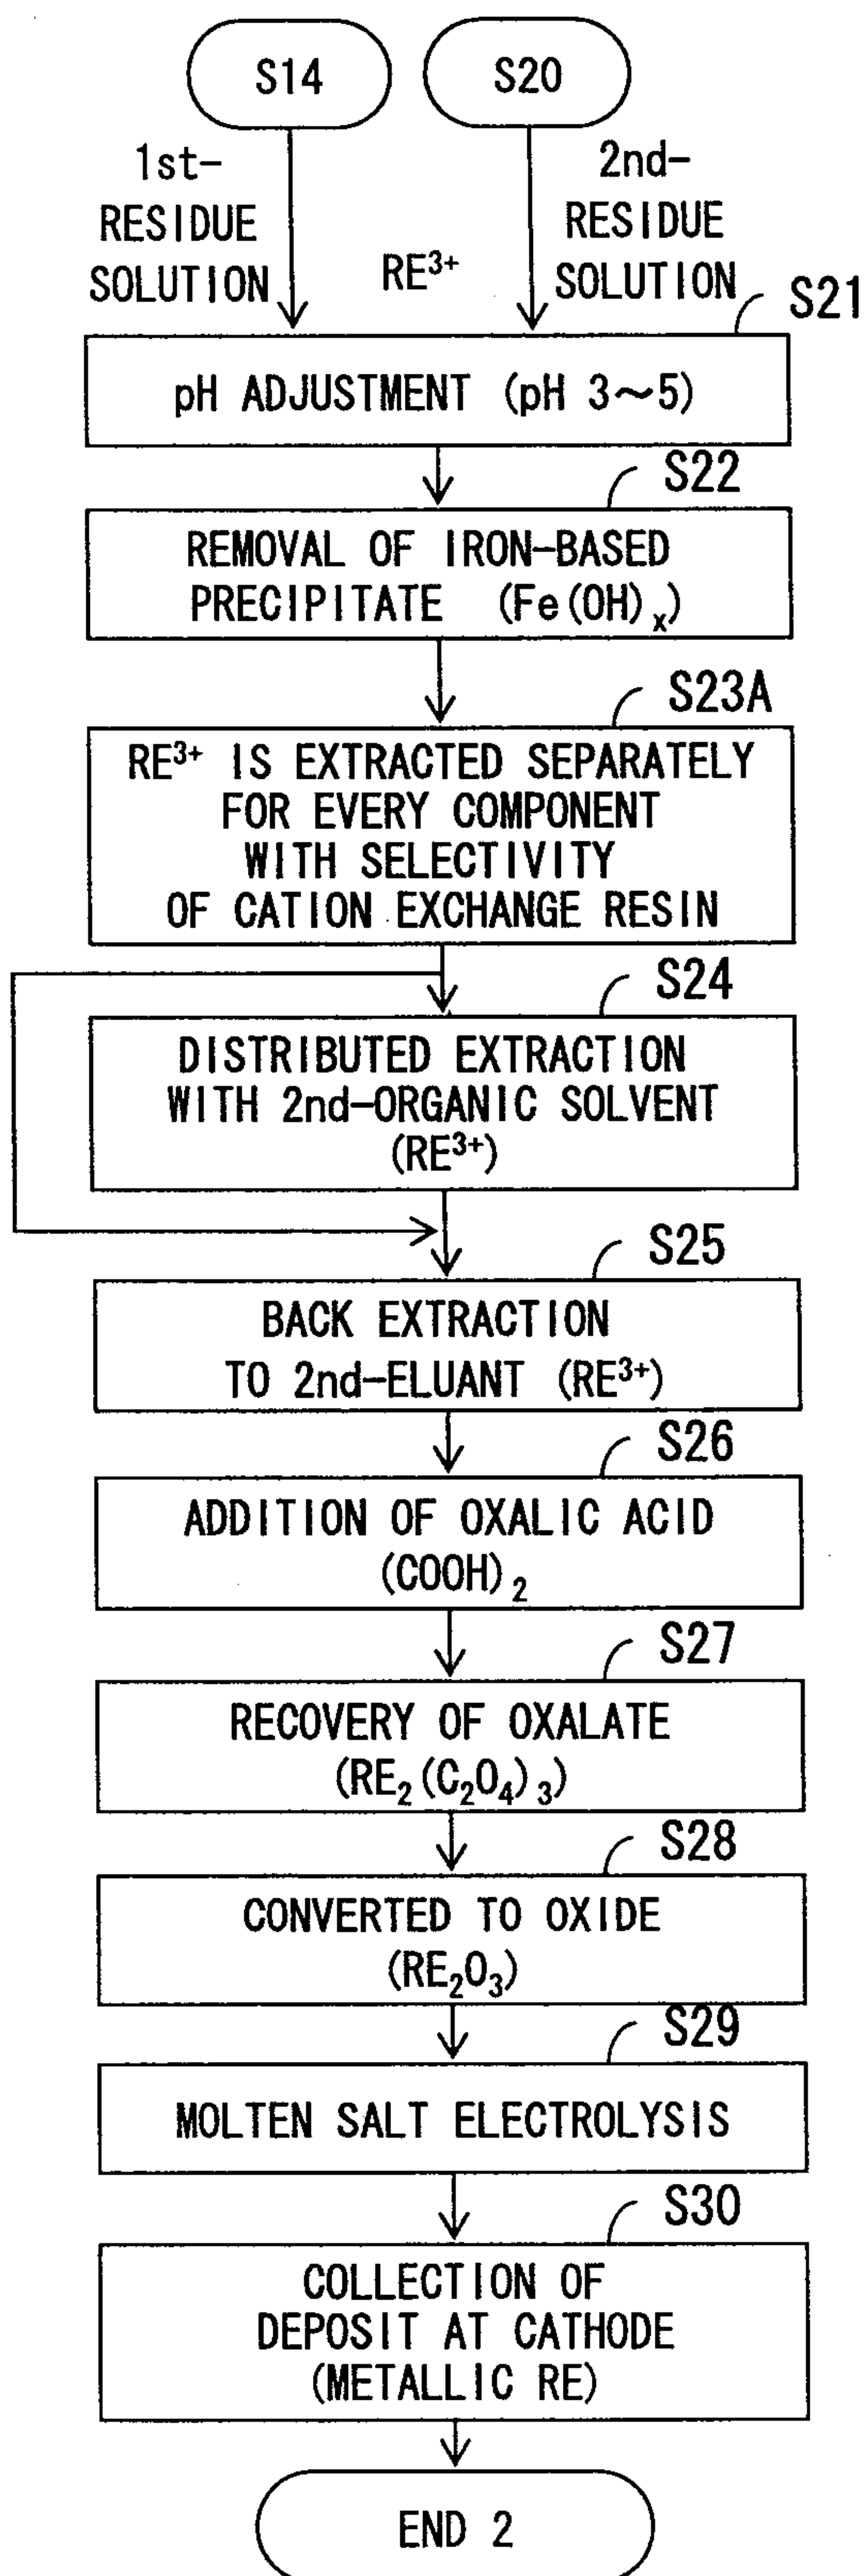 S14
S20
1st-
RESIDUE
SOLUTION
RE³⁺
2nd-
RESIDUE
SOLUTION
S21
pH ADJUSTMENT (pH 3～5)
S22
REMOVAL OF IRON-BASED
PRECIPITATE (Fe(OH)ₓ)
S23A
RE³⁺ IS EXTRACTED SEPARATELY
FOR EVERY COMPONENT
WITH SELECTIVITY
OF CATION EXCHANGE RESIN
S24
DISTRIBUTED EXTRACTION
WITH 2nd-ORGANIC SOLVENT
(RE³⁺)
S25
BACK EXTRACTION
TO 2nd-ELUANT (RE³⁺)
S26
ADDITION OF OXALIC ACID
(COOH)₂
S27
RECOVERY OF OXALATE
(RE₂(C₂O₄)₃)
S28
CONVERTED TO OXIDE
(RE₂O₃)
S29
MOLTEN SALT ELECTROLYSIS
S30
COLLECTION OF
DEPOSIT AT CATHODE
(METALLIC RE)
END 2